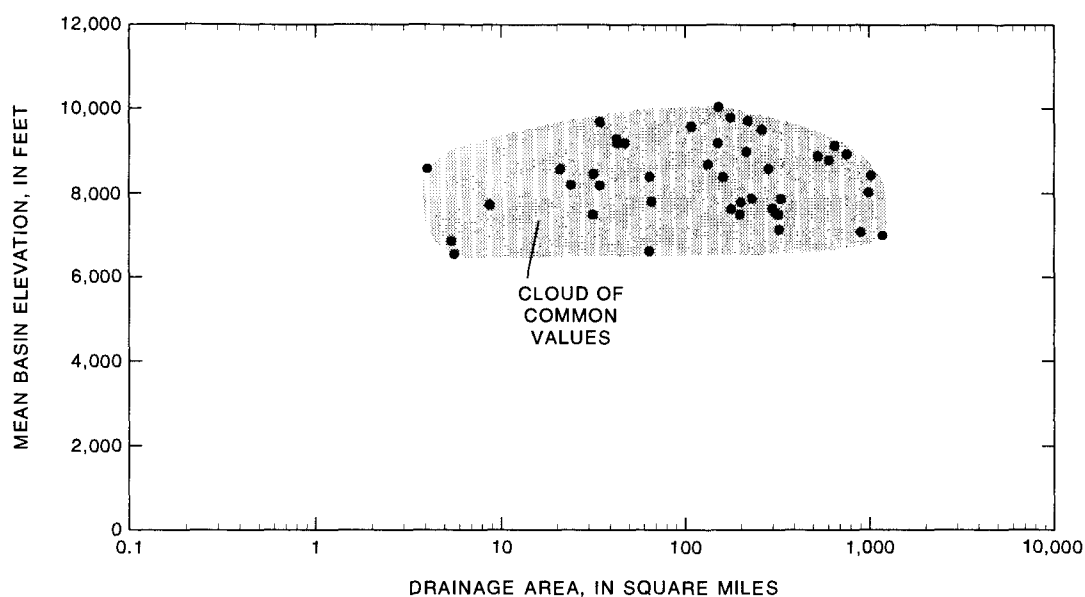 12,000
10,000
8,000
6,000
4,000
2,000
0
MEAN BASIN ELEVATION, IN FEET
CLOUD OF
COMMON
VALUES
0.1 1 10 100 1,000 10,000
DRAINAGE AREA, IN SQUARE MILES